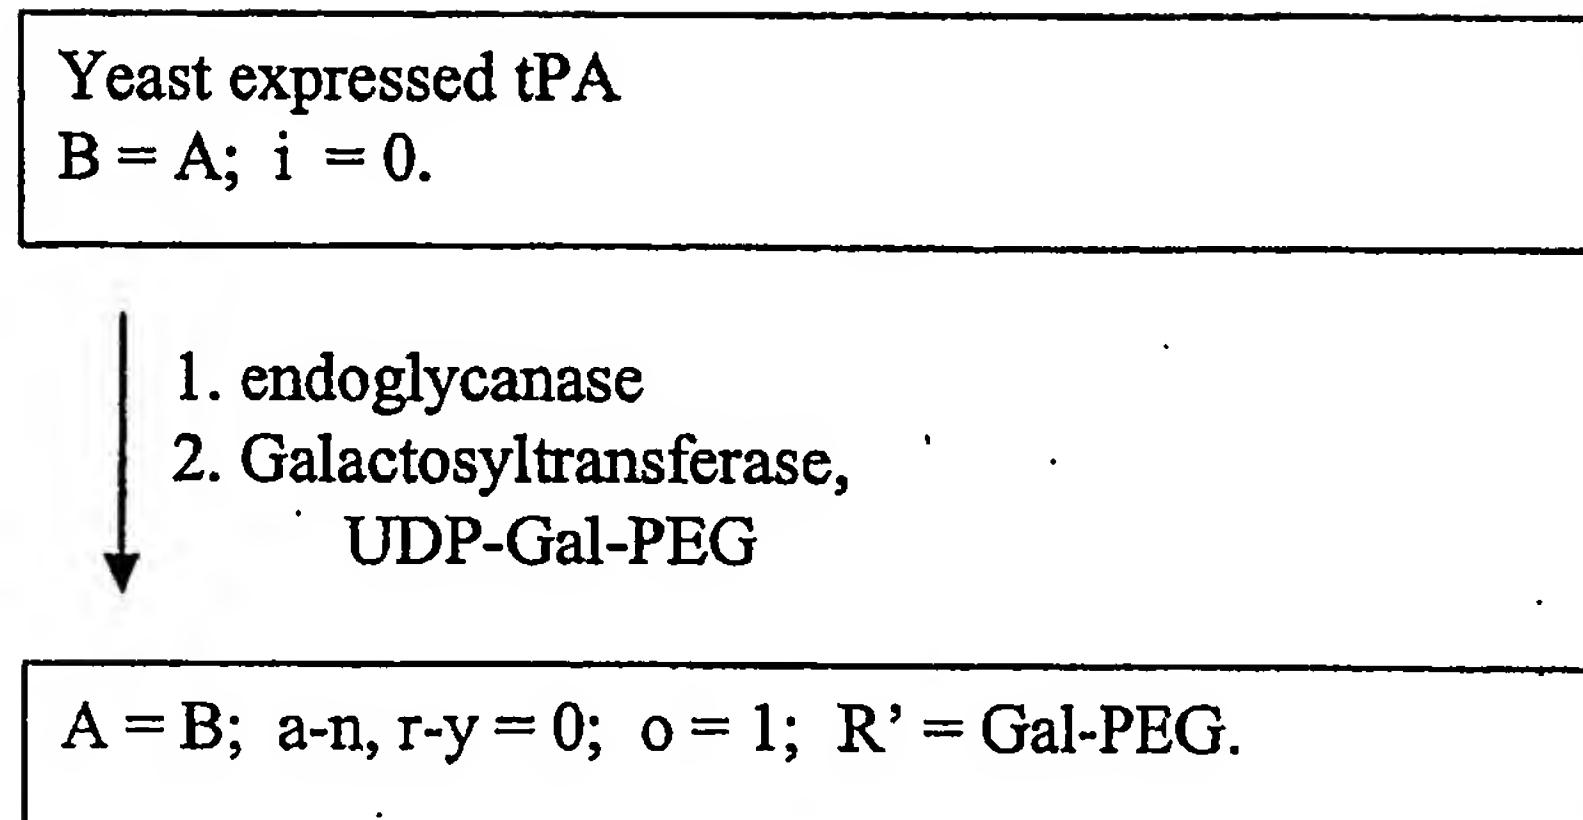 Yeast expressed tPA
B = A; i = 0.
1. endoglycanase
2. Galactosyltransferase,
UDP-Gal-PEG
A = B; a-n, r-y = 0; o = 1; R' = Gal-PEG.